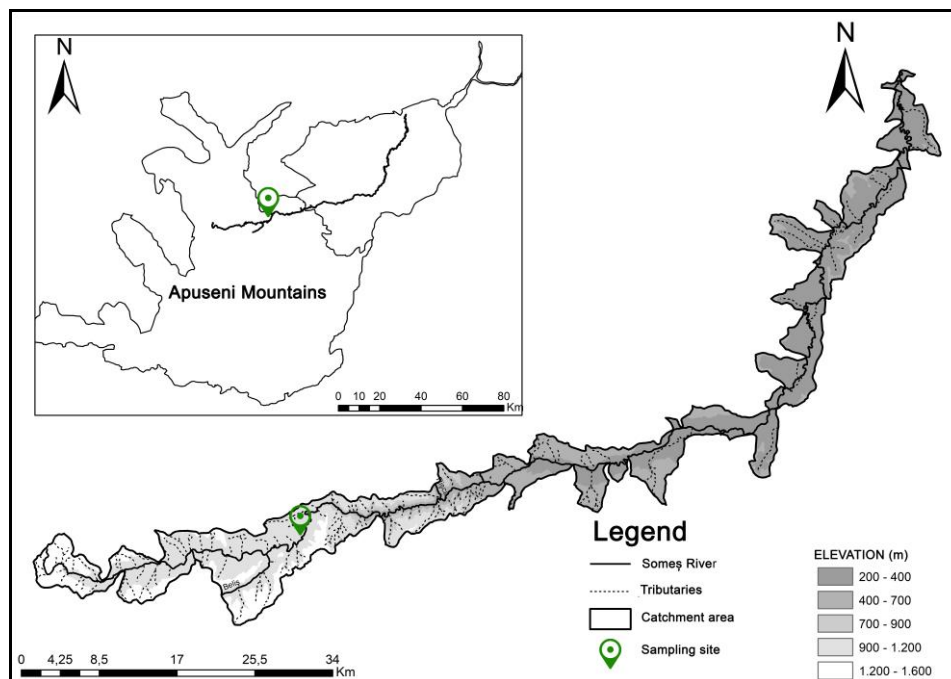 N
Apuseni Mountains
0 10 20 40 60 80
Km
N
Beliș
Legend
Someș River
Tributaries
Catchment area
Sampling site
ELEVATION (m)
200 - 400
400 - 700
700 - 900
900 - 1.200
1.200 - 1.600
0 4,25 8,5 17 25,5 34
Km